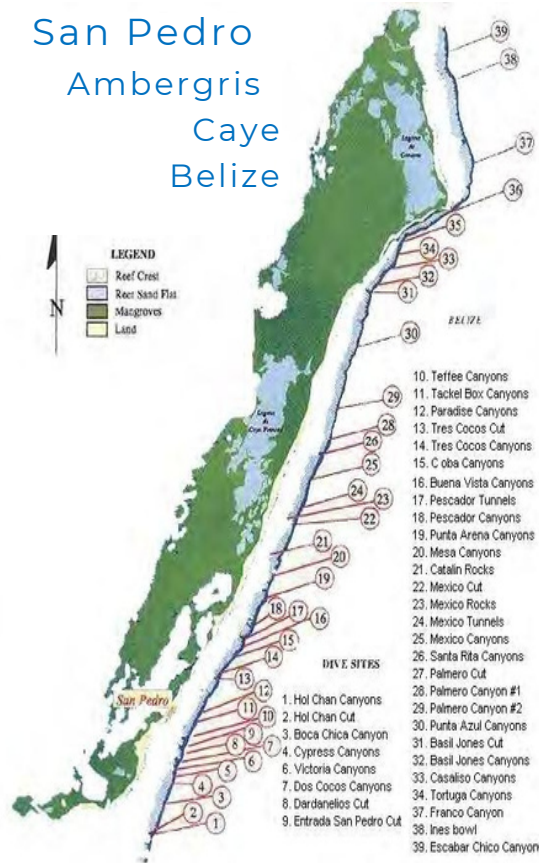 San Pedro
Ambergris
Caye
Belize
LEGEND
Reef Crest
Reef Sand Flat
Mangroves
Land
N
BELIZE
San Pedro
39
38
37
36
35
34
33
32
31
30
29
28
26
25
24
23
22
21
20
19
18
17
16
15
14
13
12
11
10
9
8
7
6
5
4
3
2
1
DIVE SITES
1. Hol Chan Canyons
2. Hol Chan Cut
3. Boca Chica Canyon
4. Cypress Canyons
6. Victoria Canyons
7. Dos Cocos Canyons
8. Dardanelios Cut
9. Entrada San Pedro Cut
10. Teffee Canyons
11. Tackel Box Canyons
12. Paradise Canyons
13. Tres Cocos Cut
14. Tres Cocos Canyons
15. C oba Canyons
16. Buena Vista Canyons
17. Pescador Tunnels
18. Pescador Canyons
19. Punta Arena Canyons
20. Mesa Canyons
21. Catalin Rocks
22. Mexico Cut
23. Mexico Rocks
24. Mexico Tunnels
25. Mexico Canyons
26. Santa Rita Canyons
27. Palmero Cut
28. Palmero Canyon #1
29. Palmero Canyon #2
30. Punta Azul Canyons
31. Basil Jones Cut
32. Basil Jones Canyons
33. Casaliso Canyons
34. Tortuga Canyons
37. Franco Canyon
38. Ines bowl
39. Escabar Chico Canyon